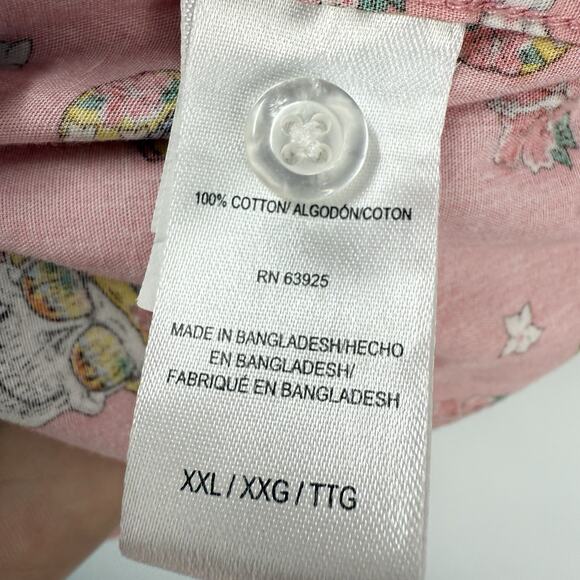 100% COTTON/ ALGODÓN/COTON
RN 63925
MADE IN BANGLADESH/HECHO
EN BANGLADESH/
FABRIQUÉ EN BANGLADESH
XXL / XXG / TTG